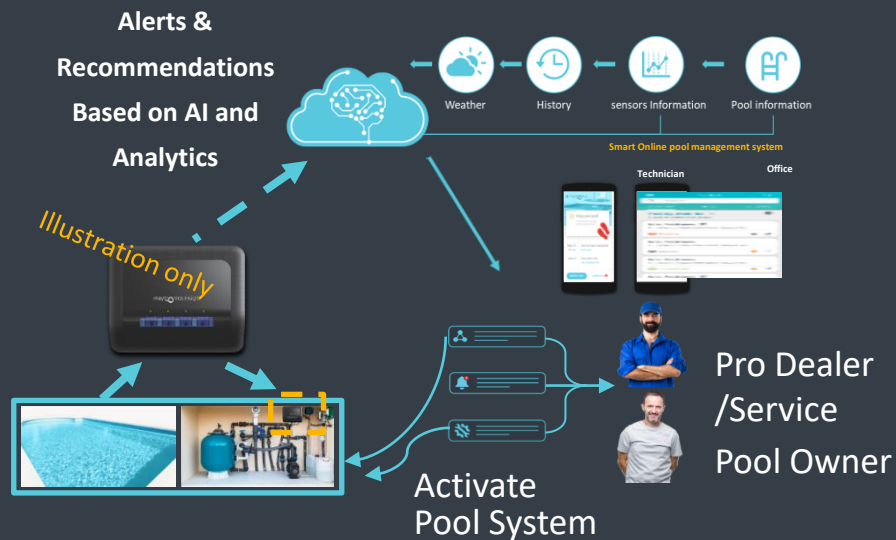 Alerts &
Recommendations
Based on AI and
Analytics
Weather
History
sensors Information
Pool information
Smart Online pool management system
Technician
Office
Illustration only
Pro Dealer
/Service
Pool Owner
Activate
Pool System